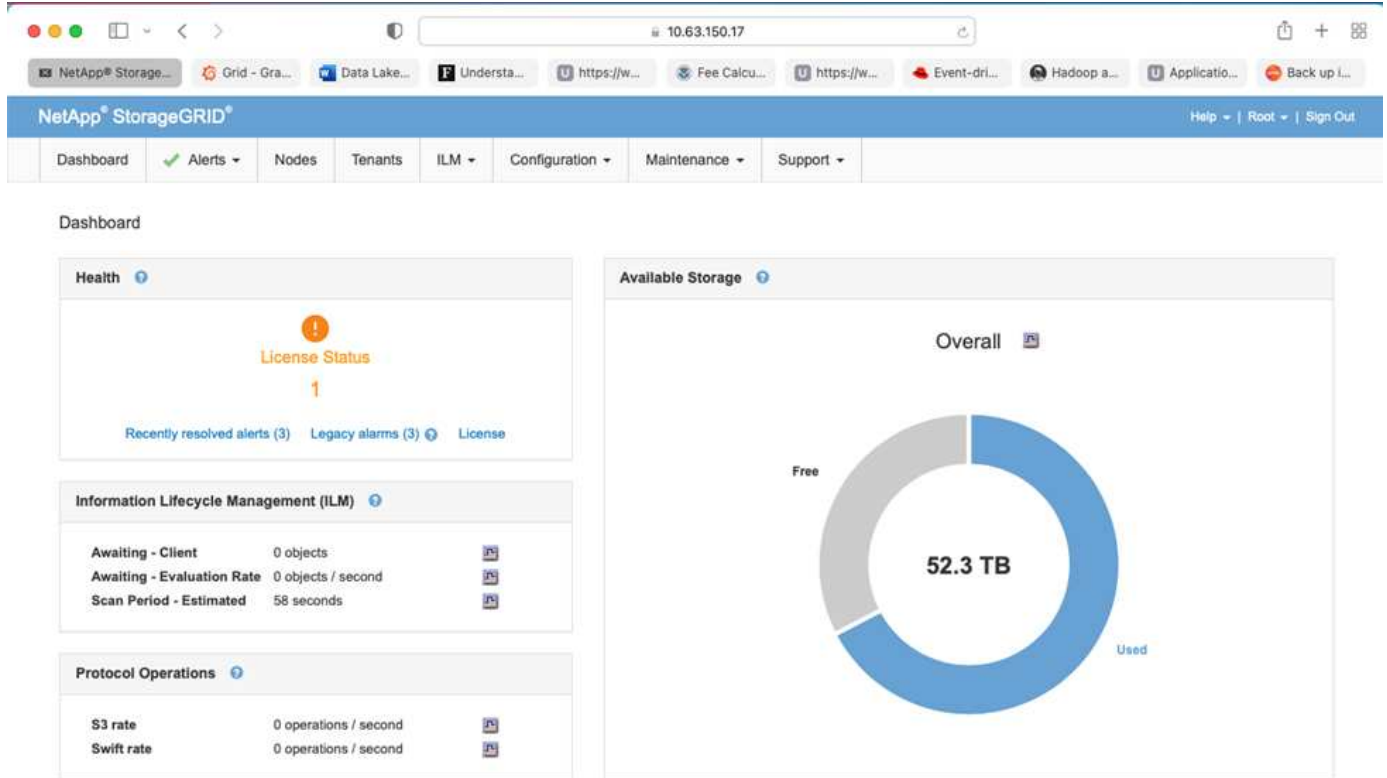 10.63.150.17
NetApp® Storage...
Grid - Gra...
Data Lake...
Understa...
https://w...
Fee Calcu...
https://w...
Event-dri...
Hadoop a...
Applicatio...
Back up i...
NetApp® StorageGRID®
Help | Root | Sign Out
Dashboard
Alerts
Nodes
Tenants
ILM
Configuration
Maintenance
Support
Dashboard
Health
License Status
1
Recently resolved alerts (3) Legacy alarms (3) License
Information Lifecycle Management (ILM)
Awaiting - Client 0 objects
Awaiting - Evaluation Rate 0 objects / second
Scan Period - Estimated 58 seconds
Protocol Operations
S3 rate 0 operations / second
Swift rate 0 operations / second
Available Storage
Overall
Free
52.3 TB
Used